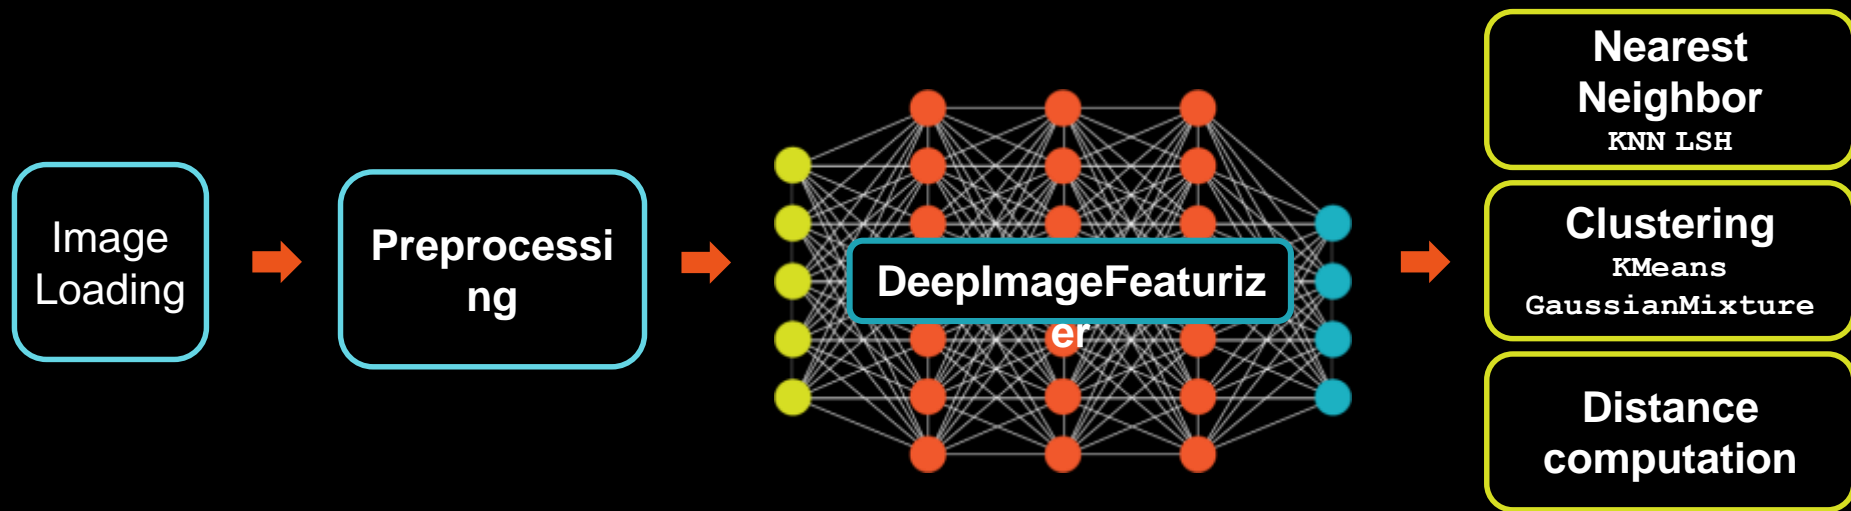 Image
Loading
Preprocessi
ng
DeepImageFeaturiz
er
Nearest
Neighbor
KNN LSH
Clustering
KMeans
GaussianMixture
Distance
computation